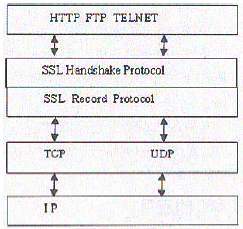 HTTP FTP TELNET
SSL Handshake Protocol
SSL Record Protocol
TCP UDP
IP